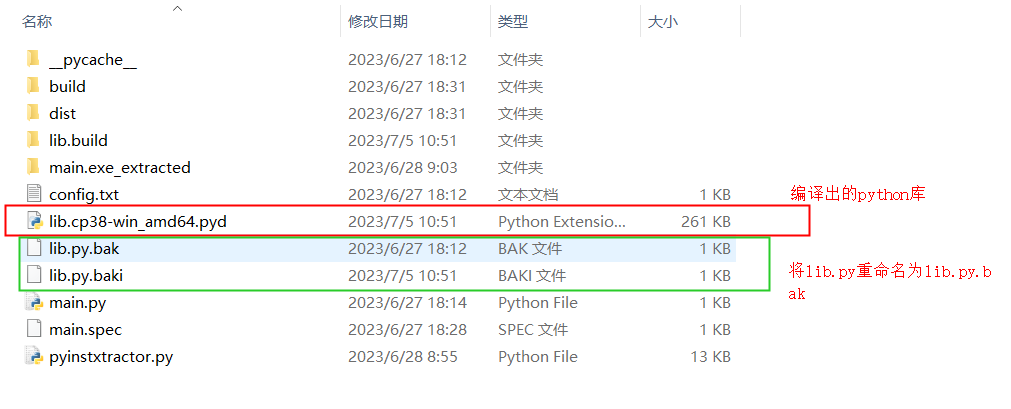 名称 修改日期 类型 大小
__pycache__ 2023/6/27 18:12 文件夹
build 2023/6/27 18:31 文件夹
dist 2023/6/27 18:31 文件夹
lib.build 2023/7/5 10:51 文件夹
main.exe_extracted 2023/6/28 9:03 文件夹
config.txt 2023/6/27 18:12 文本文档 1 KB
编译出的python库
lib.cp38-win_amd64.pyd 2023/7/5 10:51 Python Extensio... 261 KB
lib.py.bak 2023/6/27 18:12 BAK 文件 1 KB
lib.py.baki 2023/7/5 10:51 BAKI 文件 1 KB
将lib.py重命名为lib.py.b
ak
main.py 2023/6/27 18:14 Python File 1 KB
main.spec 2023/6/27 18:28 SPEC 文件 1 KB
pyinstxtractor.py 2023/6/28 8:55 Python File 13 KB